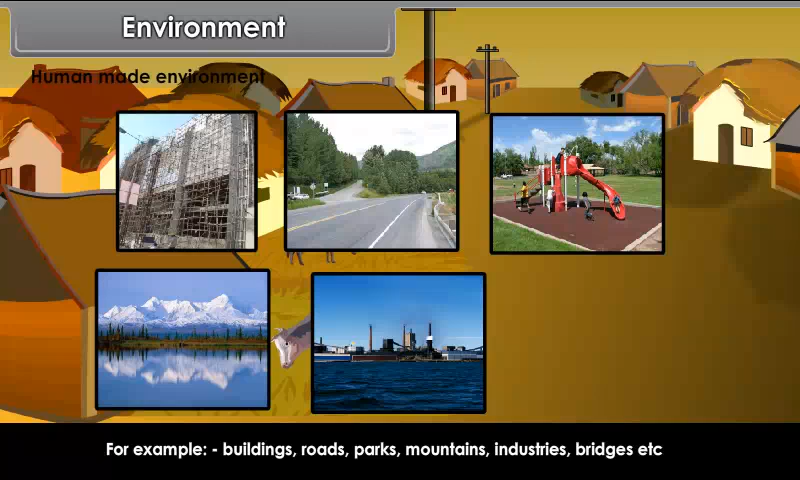 Environment
Human made environment
For example: - buildings, roads, parks, mountains, industries, bridges etc